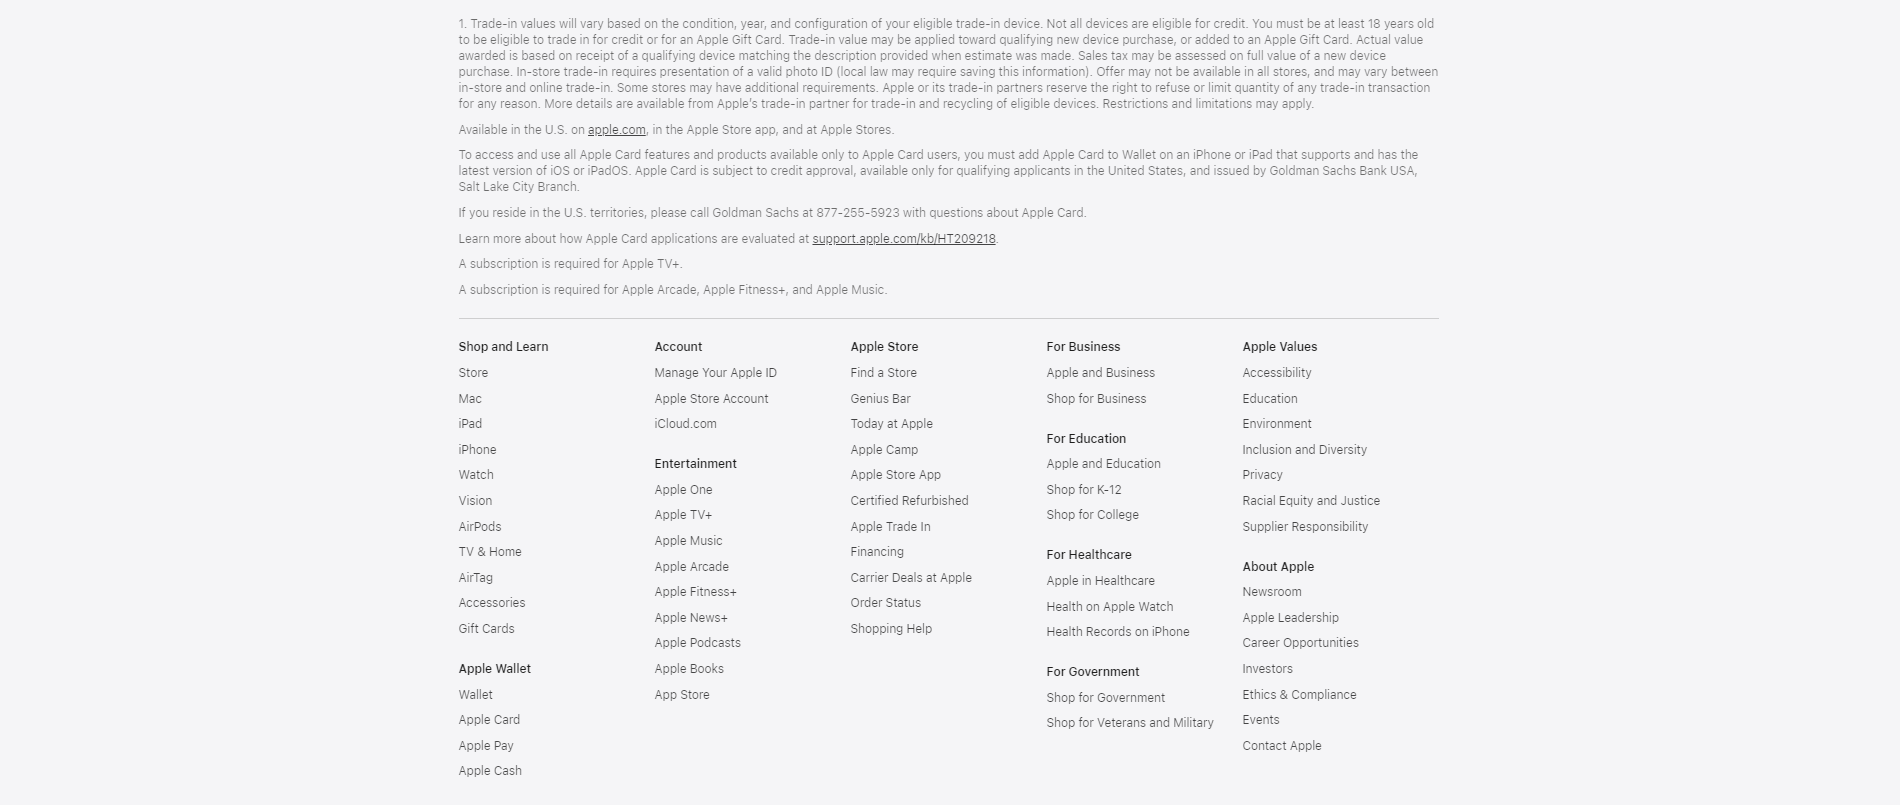 1. Trade-in values will vary based on the condition, year, and configuration of your eligible trade-in device. Not all devices are eligible for credit. You must be at least 18 years old
to be eligible to trade in for credit or for an Apple Gift Card. Trade-in value may be applied toward qualifying new device purchase, or added to an Apple Gift Card. Actual value
awarded is based on receipt of a qualifying device matching the description provided when estimate was made. Sales tax may be assessed on full value of a new device
purchase. In-store trade-in requires presentation of a valid photo ID (local law may require saving this information). Offer may not be available in all stores, and may vary between
in-store and online trade-in. Some stores may have additional requirements. Apple or its trade-in partners reserve the right to refuse or limit quantity of any trade-in transaction
for any reason. More details are available from Apple's trade-in partner for trade-in and recycling of eligible devices. Restrictions and limitations may apply.
Available in the U.S. on apple.com, in the Apple Store app, and at Apple Stores.
To access and use all Apple Card features and products available only to Apple Card users, you must add Apple Card to Wallet on an iPhone or iPad that supports and has the
latest version of iOS or iPadOS. Apple Card is subject to credit approval, available only for qualifying applicants in the United States, and issued by Goldman Sachs Bank USA,
Salt Lake City Branch.
If you reside in the U.S. territories, please call Goldman Sachs at 877-255-5923 with questions about Apple Card.
Learn more about how Apple Card applications are evaluated at support.apple.com/kb/HT209218.
A subscription is required for Apple TV+.
A subscription is required for Apple Arcade, Apple Fitness+, and Apple Music.
Shop and Learn
Store
Mac
iPad
iPhone
Watch
Vision
AirPods
TV & Home
AirTag
Accessories
Gift Cards
Apple Wallet
Wallet
Apple Card
Apple Pay
Apple Cash
Account
Manage Your Apple ID
Apple Store Account
iCloud.com
Entertainment
Apple One
Apple TV+
Apple Music
Apple Arcade
Apple Fitness+
Apple News+
Apple Podcasts
Apple Books
App Store
Apple Store
Find a Store
Genius Bar
Today at Apple
Apple Camp
Apple Store App
Certified Refurbished
Apple Trade In
Financing
Carrier Deals at Apple
Order Status
Shopping Help
For Business
Apple and Business
Shop for Business
For Education
Apple and Education
Shop for K-12
Shop for College
For Healthcare
Apple in Healthcare
Health on Apple Watch
Health Records on iPhone
For Government
Shop for Government
Shop for Veterans and Military
Apple Values
Accessibility
Education
Environment
Inclusion and Diversity
Privacy
Racial Equity and Justice
Supplier Responsibility
About Apple
Newsroom
Apple Leadership
Career Opportunities
Investors
Ethics & Compliance
Events
Contact Apple